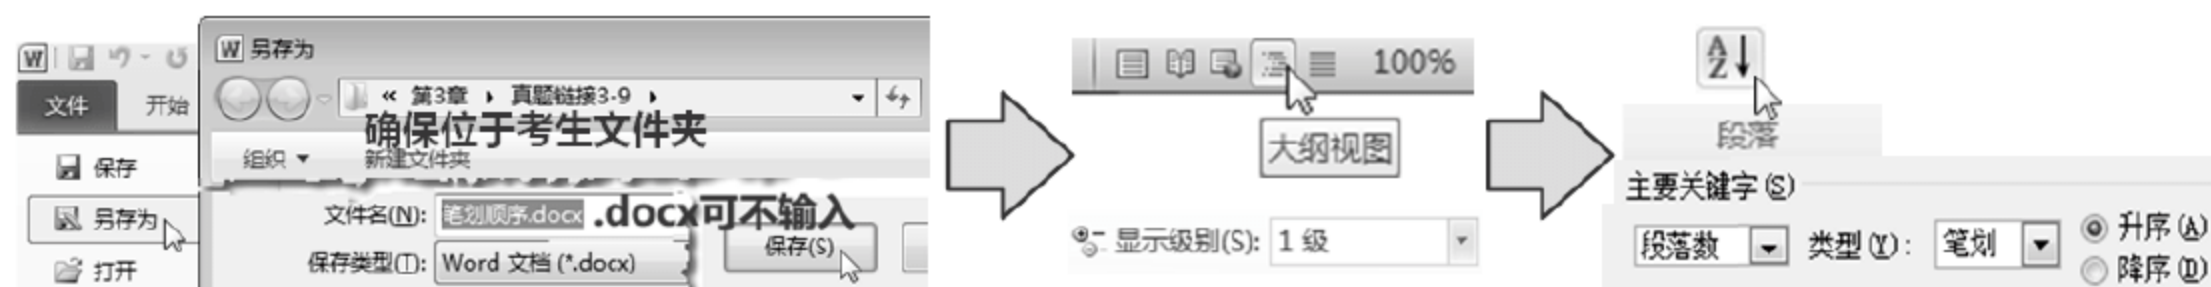 另存为
文件
开始
« 第3章 真题链接3-9
确保位于考生文件夹
组织
新建文件夹
保存
另存为
打开
文件名(N): 笔划顺序.docx .docx可不输入
保存类型(T): Word 文档 (*.docx)
保存(S)
100%
大纲视图
显示级别(S): 1 级
AZ
段落
主要关键字(S)
段落数 类型(Y): 笔划
升序(A)
降序(D)